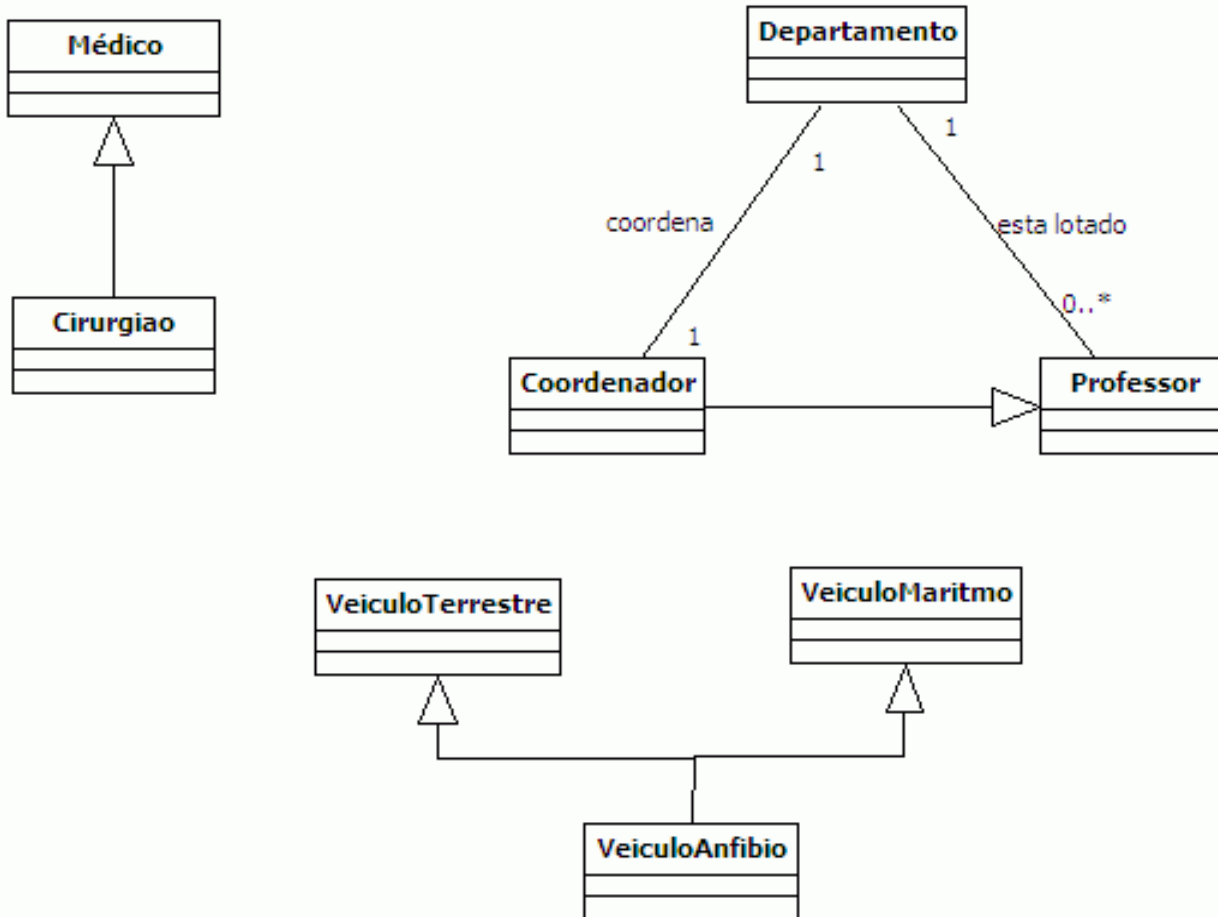 Médico
Departamento
1
1
coordena
esta lotado
Cirurgiao
0..*
1
Coordenador
Professor
VeiculoTerrestre
VeiculoMaritmo
VeiculoAnfibio